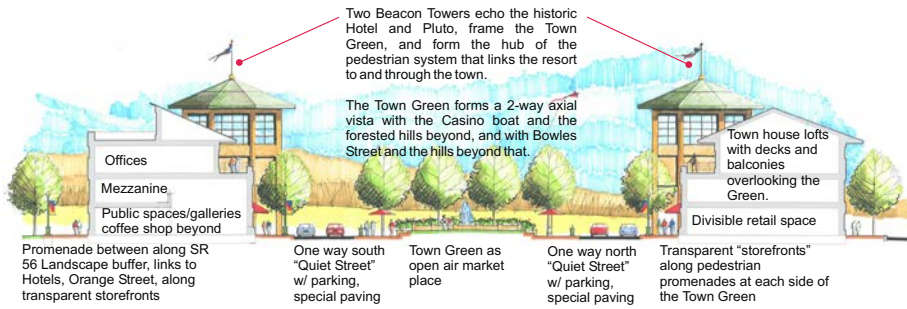 Two Beacon Towers echo the historic
Hotel and Pluto, frame the Town
Green, and form the hub of the
pedestrian system that links the resort
to and through the town.
The Town Green forms a 2-way axial
vista with the Casino boat and the
forested hills beyond, and with Bowles
Street and the hills beyond that.
Offices
Mezzanine
Public spaces/galleries
coffee shop beyond
Town house lofts
with decks and
balconies
overlooking the
Green.
Divisible retail space
Promenade between along SR
56 Landscape buffer, links to
Hotels, Orange Street, along
transparent storefronts
One way south
“Quiet Street”
w/ parking,
special paving
Town Green as
open air market
place
One way north
“Quiet Street”
w/ parking,
special paving
Transparent “storefronts”
along pedestrian
promenades at each side of
the Town Green